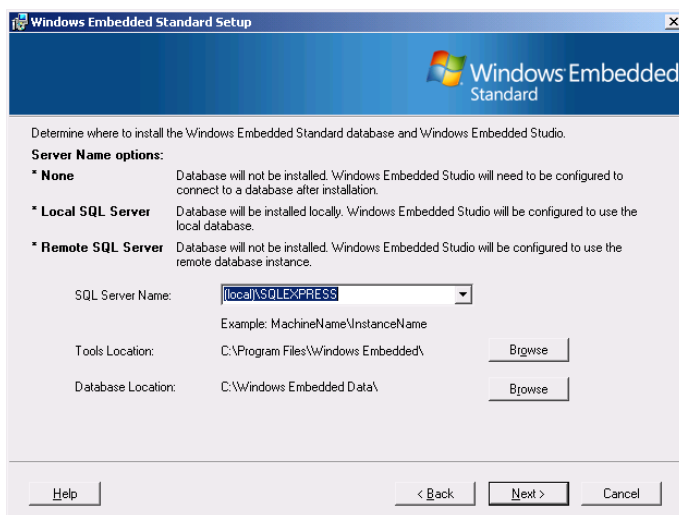 Windows Embedded Standard Setup
Windows Embedded
Standard
Determine where to install the Windows Embedded Standard database and Windows Embedded Studio.
Server Name options:
* None Database will not be installed. Windows Embedded Studio will need to be configured to
connect to a database after installation.
* Local SQL Server Database will be installed locally. Windows Embedded Studio will be configured to use the
local database.
* Remote SQL Server Database will not be installed. Windows Embedded Studio will be configured to use the
remote database instance.
SQL Server Name: (local)\SQLEXPRESS
Example: MachineName\InstanceName
Tools Location: C:\Program Files\Windows Embedded\ Browse
Database Location: C:\Windows Embedded Data\ Browse
Help < Back Next > Cancel